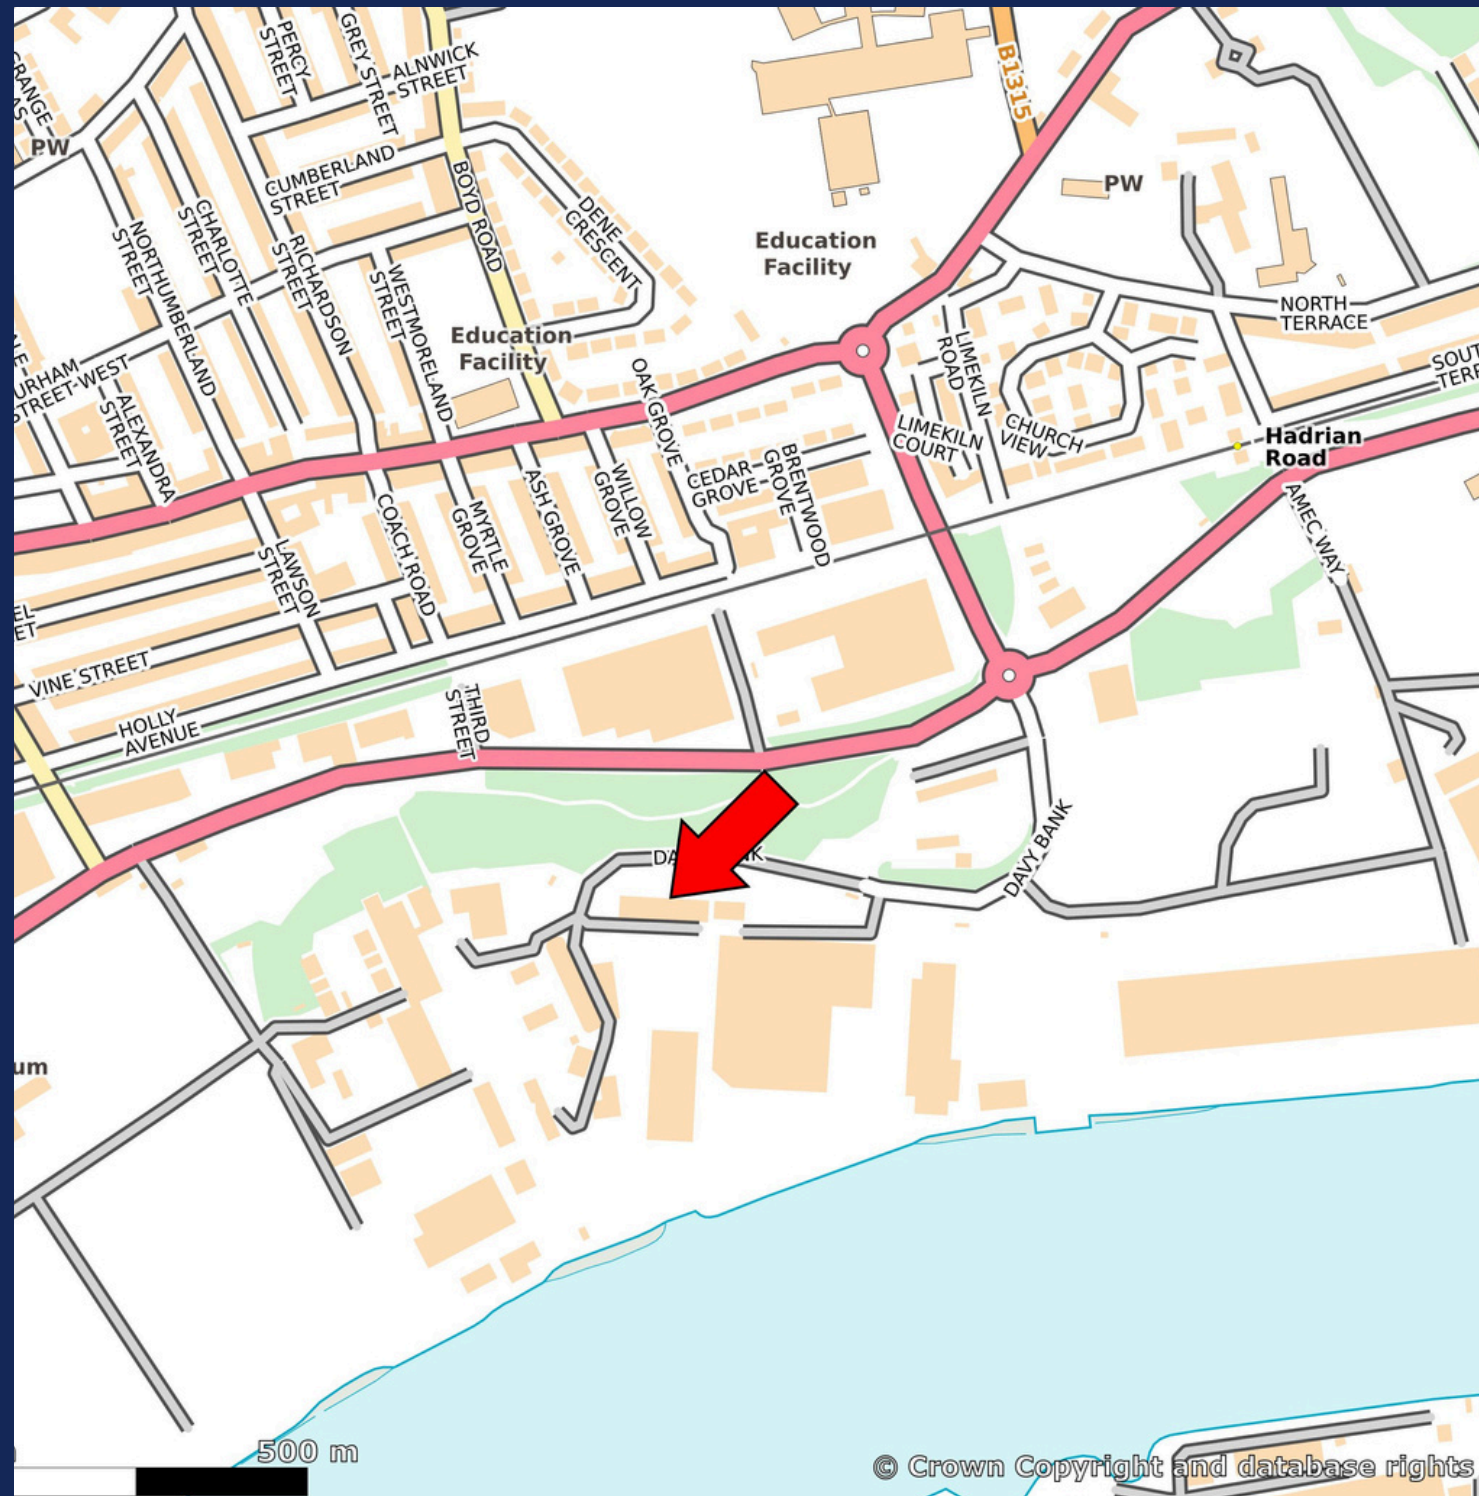 GRANGE
PERCY
STREET
GREY STREET
ALNWICK
STREET
B1315
PW
CUMBERLAND
STREET
BOYD ROAD
DENE
CRESCENT
PW
NORTHUMBERLAND
STREET
CHARLOTTE
STREET
RICHARDSON
STREET
WESTMORELAND
STREET
Education
Facility
NORTH
TERRACE
Education
Facility
STREET WEST
ALEXANDRA
STREET
OAK GROVE
LIMEKILN
ROAD
LIMEKILN
COURT
CHURCH
VIEW
Hadrian
Road
CEDAR
GROVE
BRENTWOOD
GROVE
WILLOW
GROVE
ASH GROVE
MYRTLE
GROVE
COACH ROAD
LAWSON
STREET
AMEC WAY
VINE STREET
HOLLY
AVENUE
THIRD
STREET
DAVY BANK
500 m
© Crown Copyright and database rights